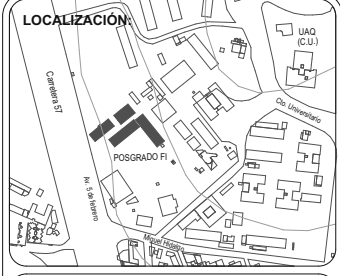 LOCALIZACIÓN:
UAQ
(C.U.)
Carretera 57
Cto. Universitario
POSGRADO FI
Av. 5 de febrero
Miguel Hidalgo